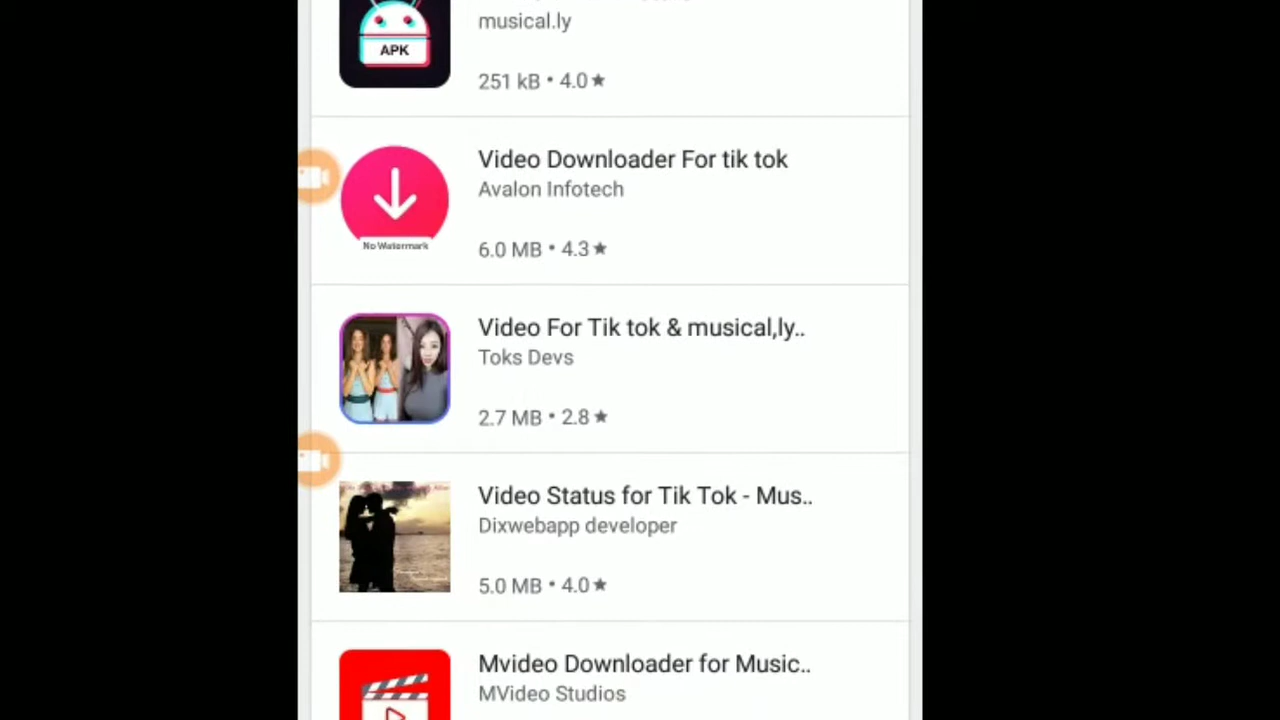 musical.ly
APK
251 kB • 4.0★
Video Downloader For tik tok
Avalon Infotech
No Watermark
6.0 MB • 4.3★
Video For Tik tok & musical,ly..
Toks Devs
2.7 MB • 2.8★
Video Status for Tik Tok - Mus..
Dixwebapp developer
5.0 MB • 4.0★
Mvideo Downloader for Music..
MVideo Studios